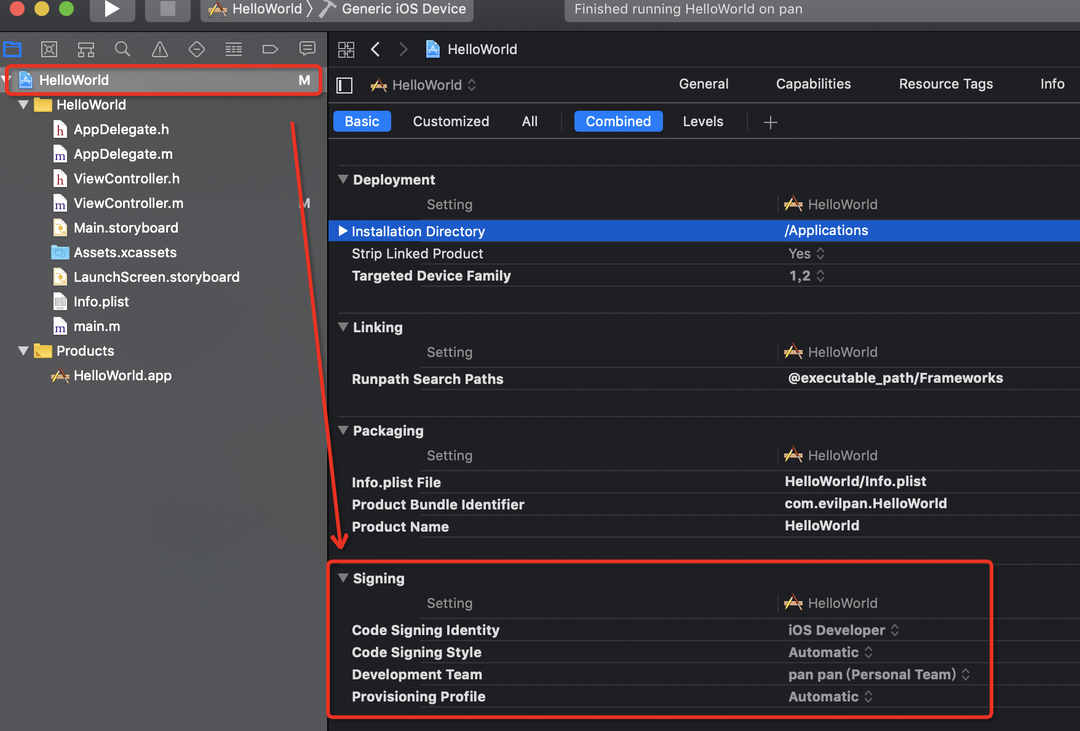 HelloWorld Generic iOS Device
Finished running HelloWorld on pan
HelloWorld M
HelloWorld
AppDelegate.h
AppDelegate.m
ViewController.h
ViewController.m M
Main.storyboard
Assets.xcassets
LaunchScreen.storyboard
Info.plist
main.m
Products
HelloWorld.app
HelloWorld
HelloWorld General Capabilities Resource Tags Info
Basic Customized All Combined Levels
Deployment
Setting HelloWorld
Installation Directory /Applications
Strip Linked Product Yes
Targeted Device Family 1,2
Linking
Setting HelloWorld
Runpath Search Paths @executable_path/Frameworks
Packaging
Setting HelloWorld
Info.plist File HelloWorld/Info.plist
Product Bundle Identifier com.evilpan.HelloWorld
Product Name HelloWorld
Signing
Setting HelloWorld
Code Signing Identity iOS Developer
Code Signing Style Automatic
Development Team pan pan (Personal Team)
Provisioning Profile Automatic